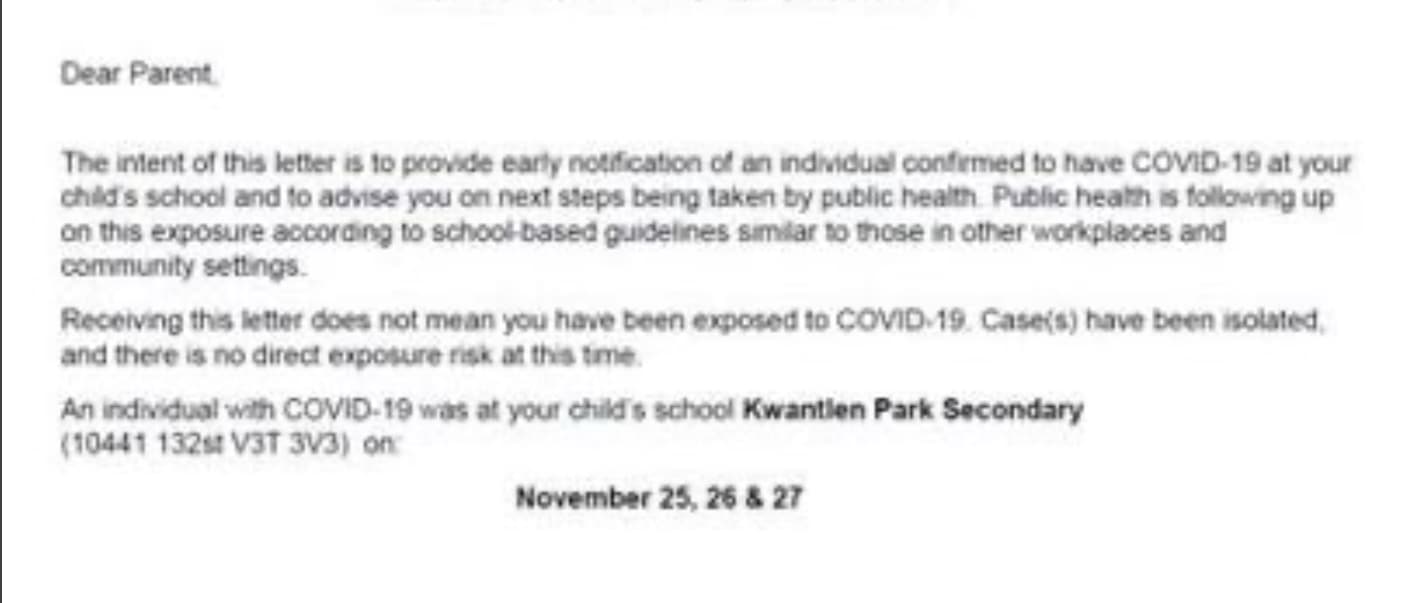 Dear Parent,
The intent of this letter is to provide early notification of an individual confirmed to have COVID-19 at your
child's school and to advise you on next steps being taken by public health. Public health is following up
on this exposure according to school-based guidelines similar to those in other workplaces and
community settings.
Receiving this letter does not mean you have been exposed to COVID-19. Case(s) have been isolated,
and there is no direct exposure risk at this time.
An individual with COVID-19 was at your child's school Kwantlen Park Secondary
(10441 132st V3T 3V3) on:
November 25, 26 & 27